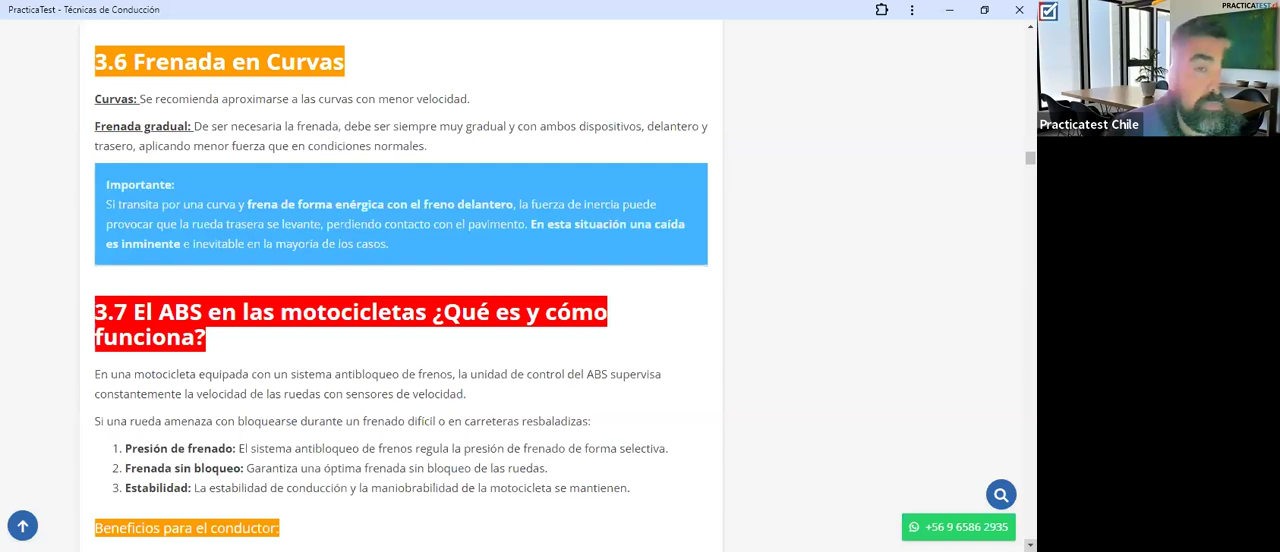 PracticaTest - Técnicas de Conducción
PRACTICATEST
3.6 Frenada en Curvas
Curvas: Se recomienda aproximarse a las curvas con menor velocidad.
Frenada gradual: De ser necesaria la frenada, debe ser siempre muy gradual y con ambos dispositivos, delantero y
trasero, aplicando menor fuerza que en condiciones normales.
Practicatest Chile
Importante:
Si transita por una curva y frena de forma enérgica con el freno delantero, la fuerza de inercia puede
provocar que la rueda trasera se levante, perdiendo contacto con el pavimento. En esta situación una caída
es inminente e inevitable en la mayoría de los casos.
3.7 El ABS en las motocicletas ¿Qué es y cómo
funciona?
En una motocicleta equipada con un sistema antibloqueo de frenos, la unidad de control del ABS supervisa
constantemente la velocidad de las ruedas con sensores de velocidad.
Si una rueda amenaza con bloquearse durante un frenado difícil o en carreteras resbaladizas:
1. Presión de frenado: El sistema antibloqueo de frenos regula la presión de frenado de forma selectiva.
2. Frenada sin bloqueo: Garantiza una óptima frenada sin bloqueo de las ruedas.
3. Estabilidad: La estabilidad de conducción y la maniobrabilidad de la motocicleta se mantienen.
Beneficios para el conductor:
+56 9 6586 2935